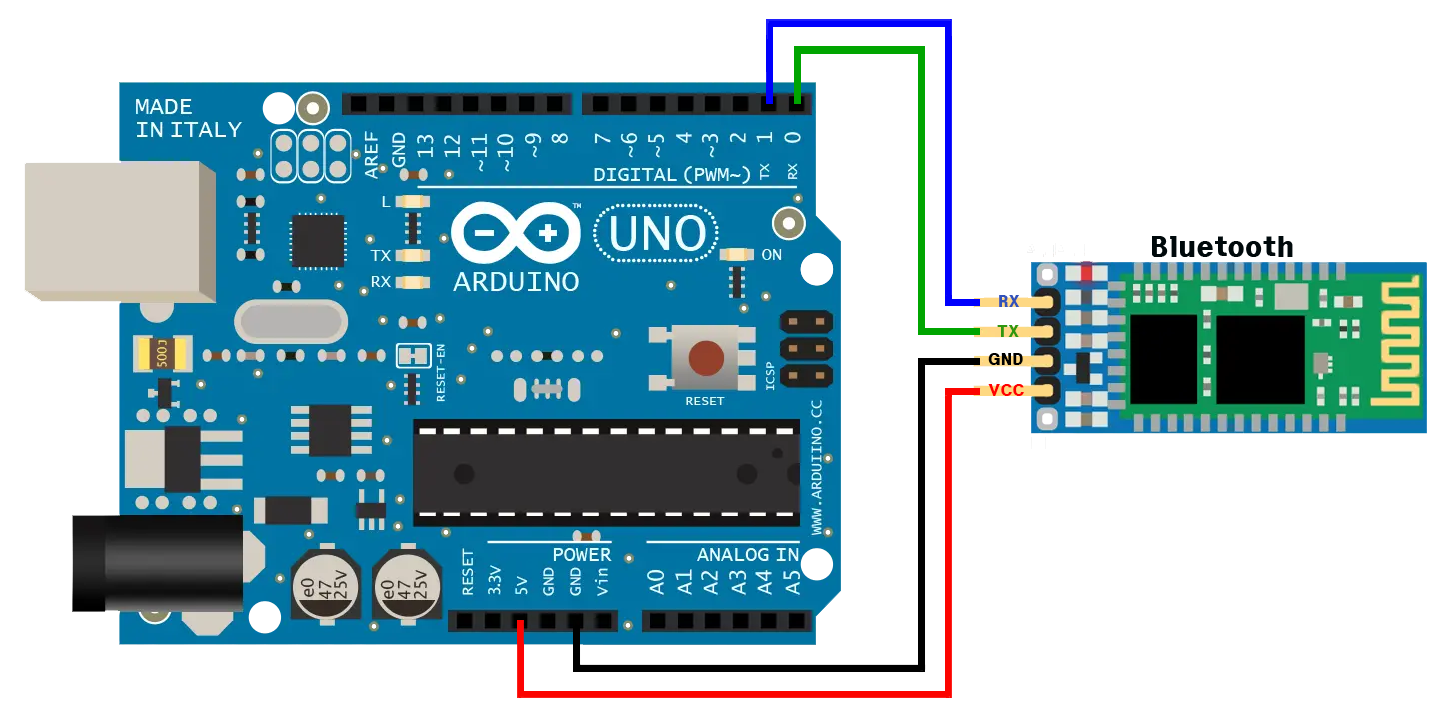 MADE
IN ITALY
AREF
GND
13
12
~11
~10
~9
8
7
~6
~5
4
~3
2
1
0
DIGITAL (PWM~)
TX
RX
L
TX
RX
ARDUINO
TM
UNO
ON
500J
RESET-EN
RESET
ICSP
WWW.ARDUIINO.CC
e0
47
25V
e0
47
25V
POWER
ANALOG IN
RESET
3.3V
5V
GND
GND
Vin
A0
A1
A2
A3
A4
A5
Bluetooth
RX
TX
GND
VCC